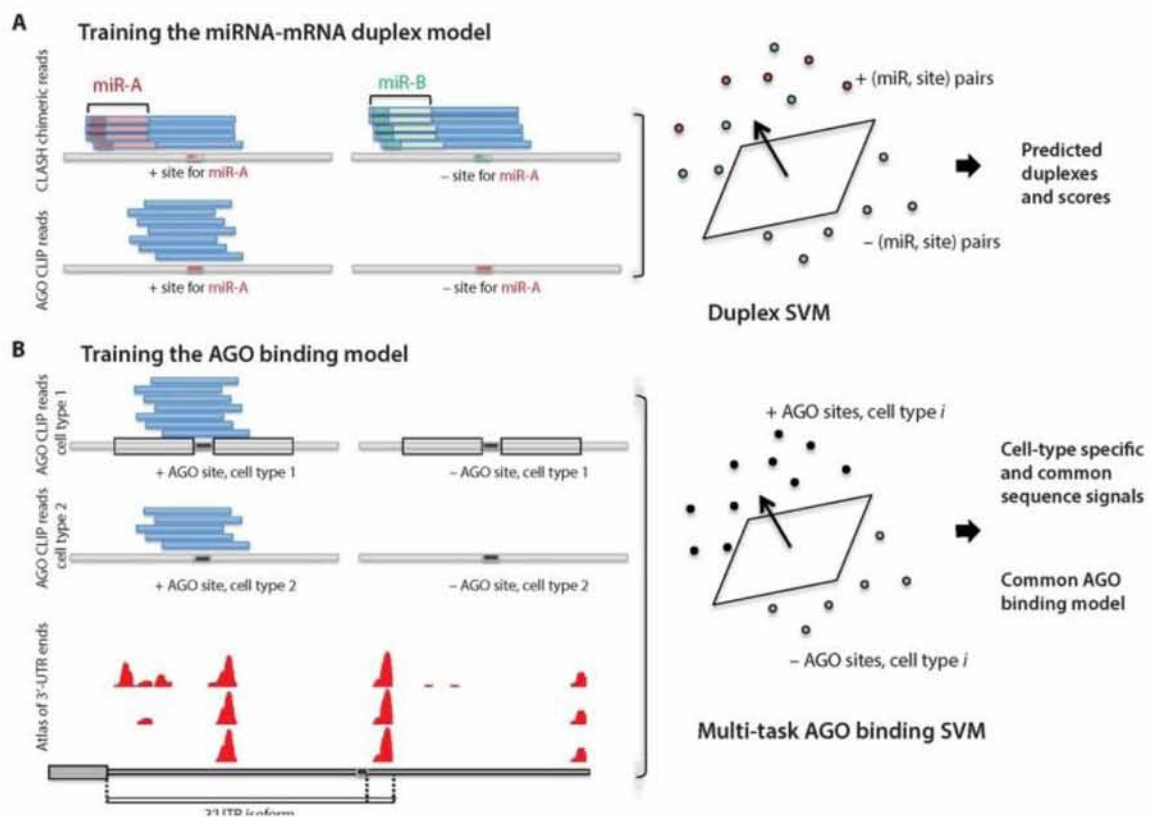 A
Training the miRNA-mRNA duplex model
CLASH chimeric reads
miR-A
miR-B
+ site for miR-A
– site for miR-A
AGO CLIP reads
+ site for miR-A
– site for miR-A
+ (miR, site) pairs
– (miR, site) pairs
Predicted
duplexes
and scores
Duplex SVM
B
Training the AGO binding model
AGO CLIP reads
cell type 1
+ AGO site, cell type 1
– AGO site, cell type 1
AGO CLIP reads
cell type 2
+ AGO site, cell type 2
– AGO site, cell type 2
Atlas of 3'-UTR ends
3'UTR isoform
+ AGO sites, cell type i
– AGO sites, cell type i
Cell-type specific
and common
sequence signals
Common AGO
binding model
Multi-task AGO binding SVM